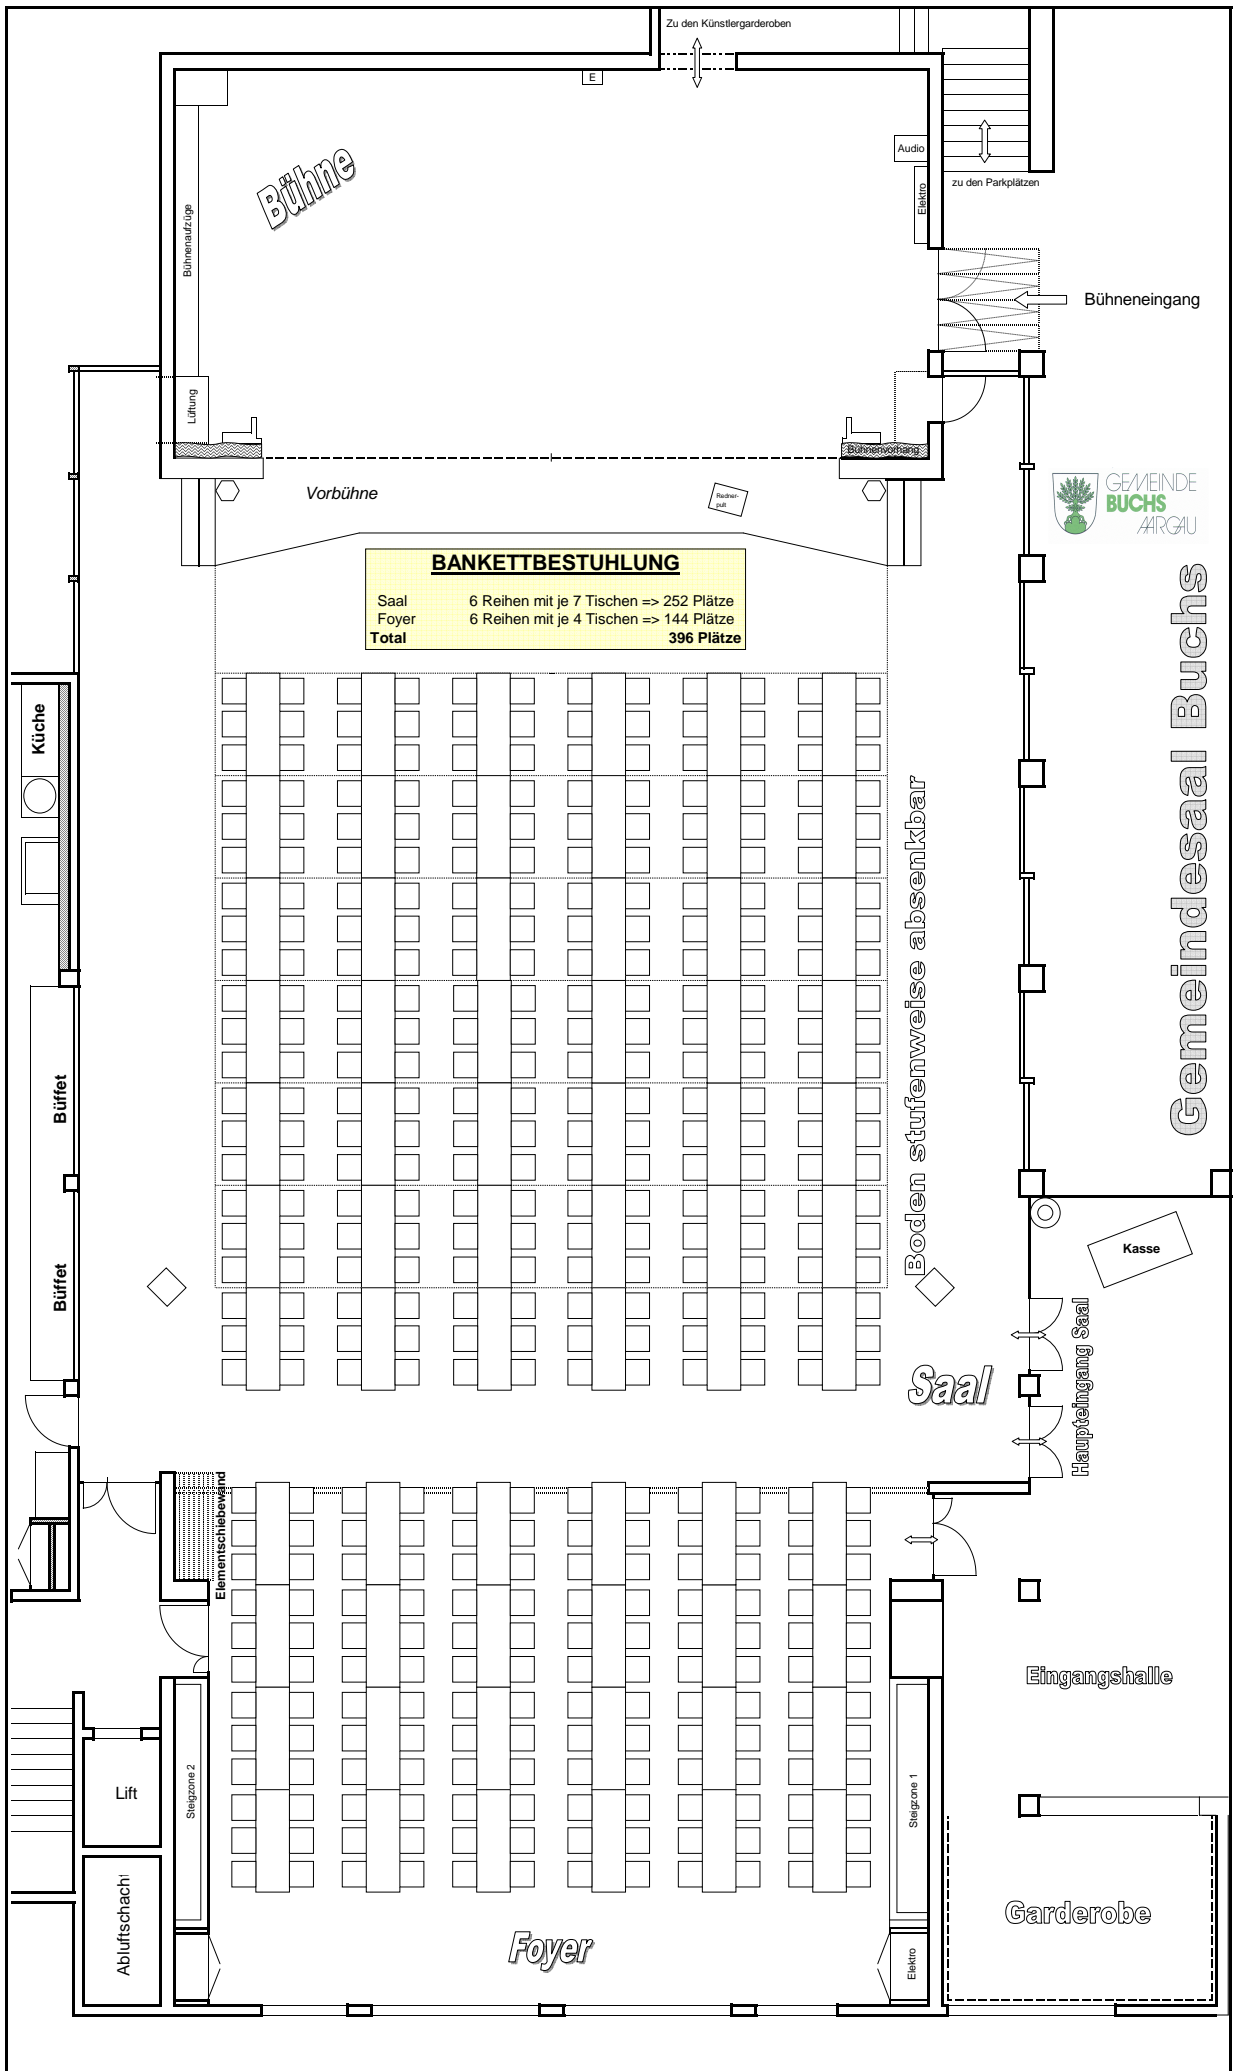 Zu den Künstlergarderoben
E
Audio
Elektro
zu den Parkplätzen
Bühne
Bühnenaufzüge
Bühneneingang
Lüftung
Bühnenvorhang
Vorbühne
Redner-
pult
GEMEINDE
BUCHS
AARGAU
BANKETTBESTUHLUNG
Saal 6 Reihen mit je 7 Tischen => 252 Plätze
Foyer 6 Reihen mit je 4 Tischen => 144 Plätze
Total 396 Plätze
Gemeindesaal Buchs
Küche
Boden stufenweise absenkbar
Büffet
Büffet
Kasse
Haupteingang Saal
Saal
Elementschiebewand
Eingangshalle
Lift
Steigzone 2
Steigzone 1
Abluftschacht
Garderobe
Foyer
Elektro